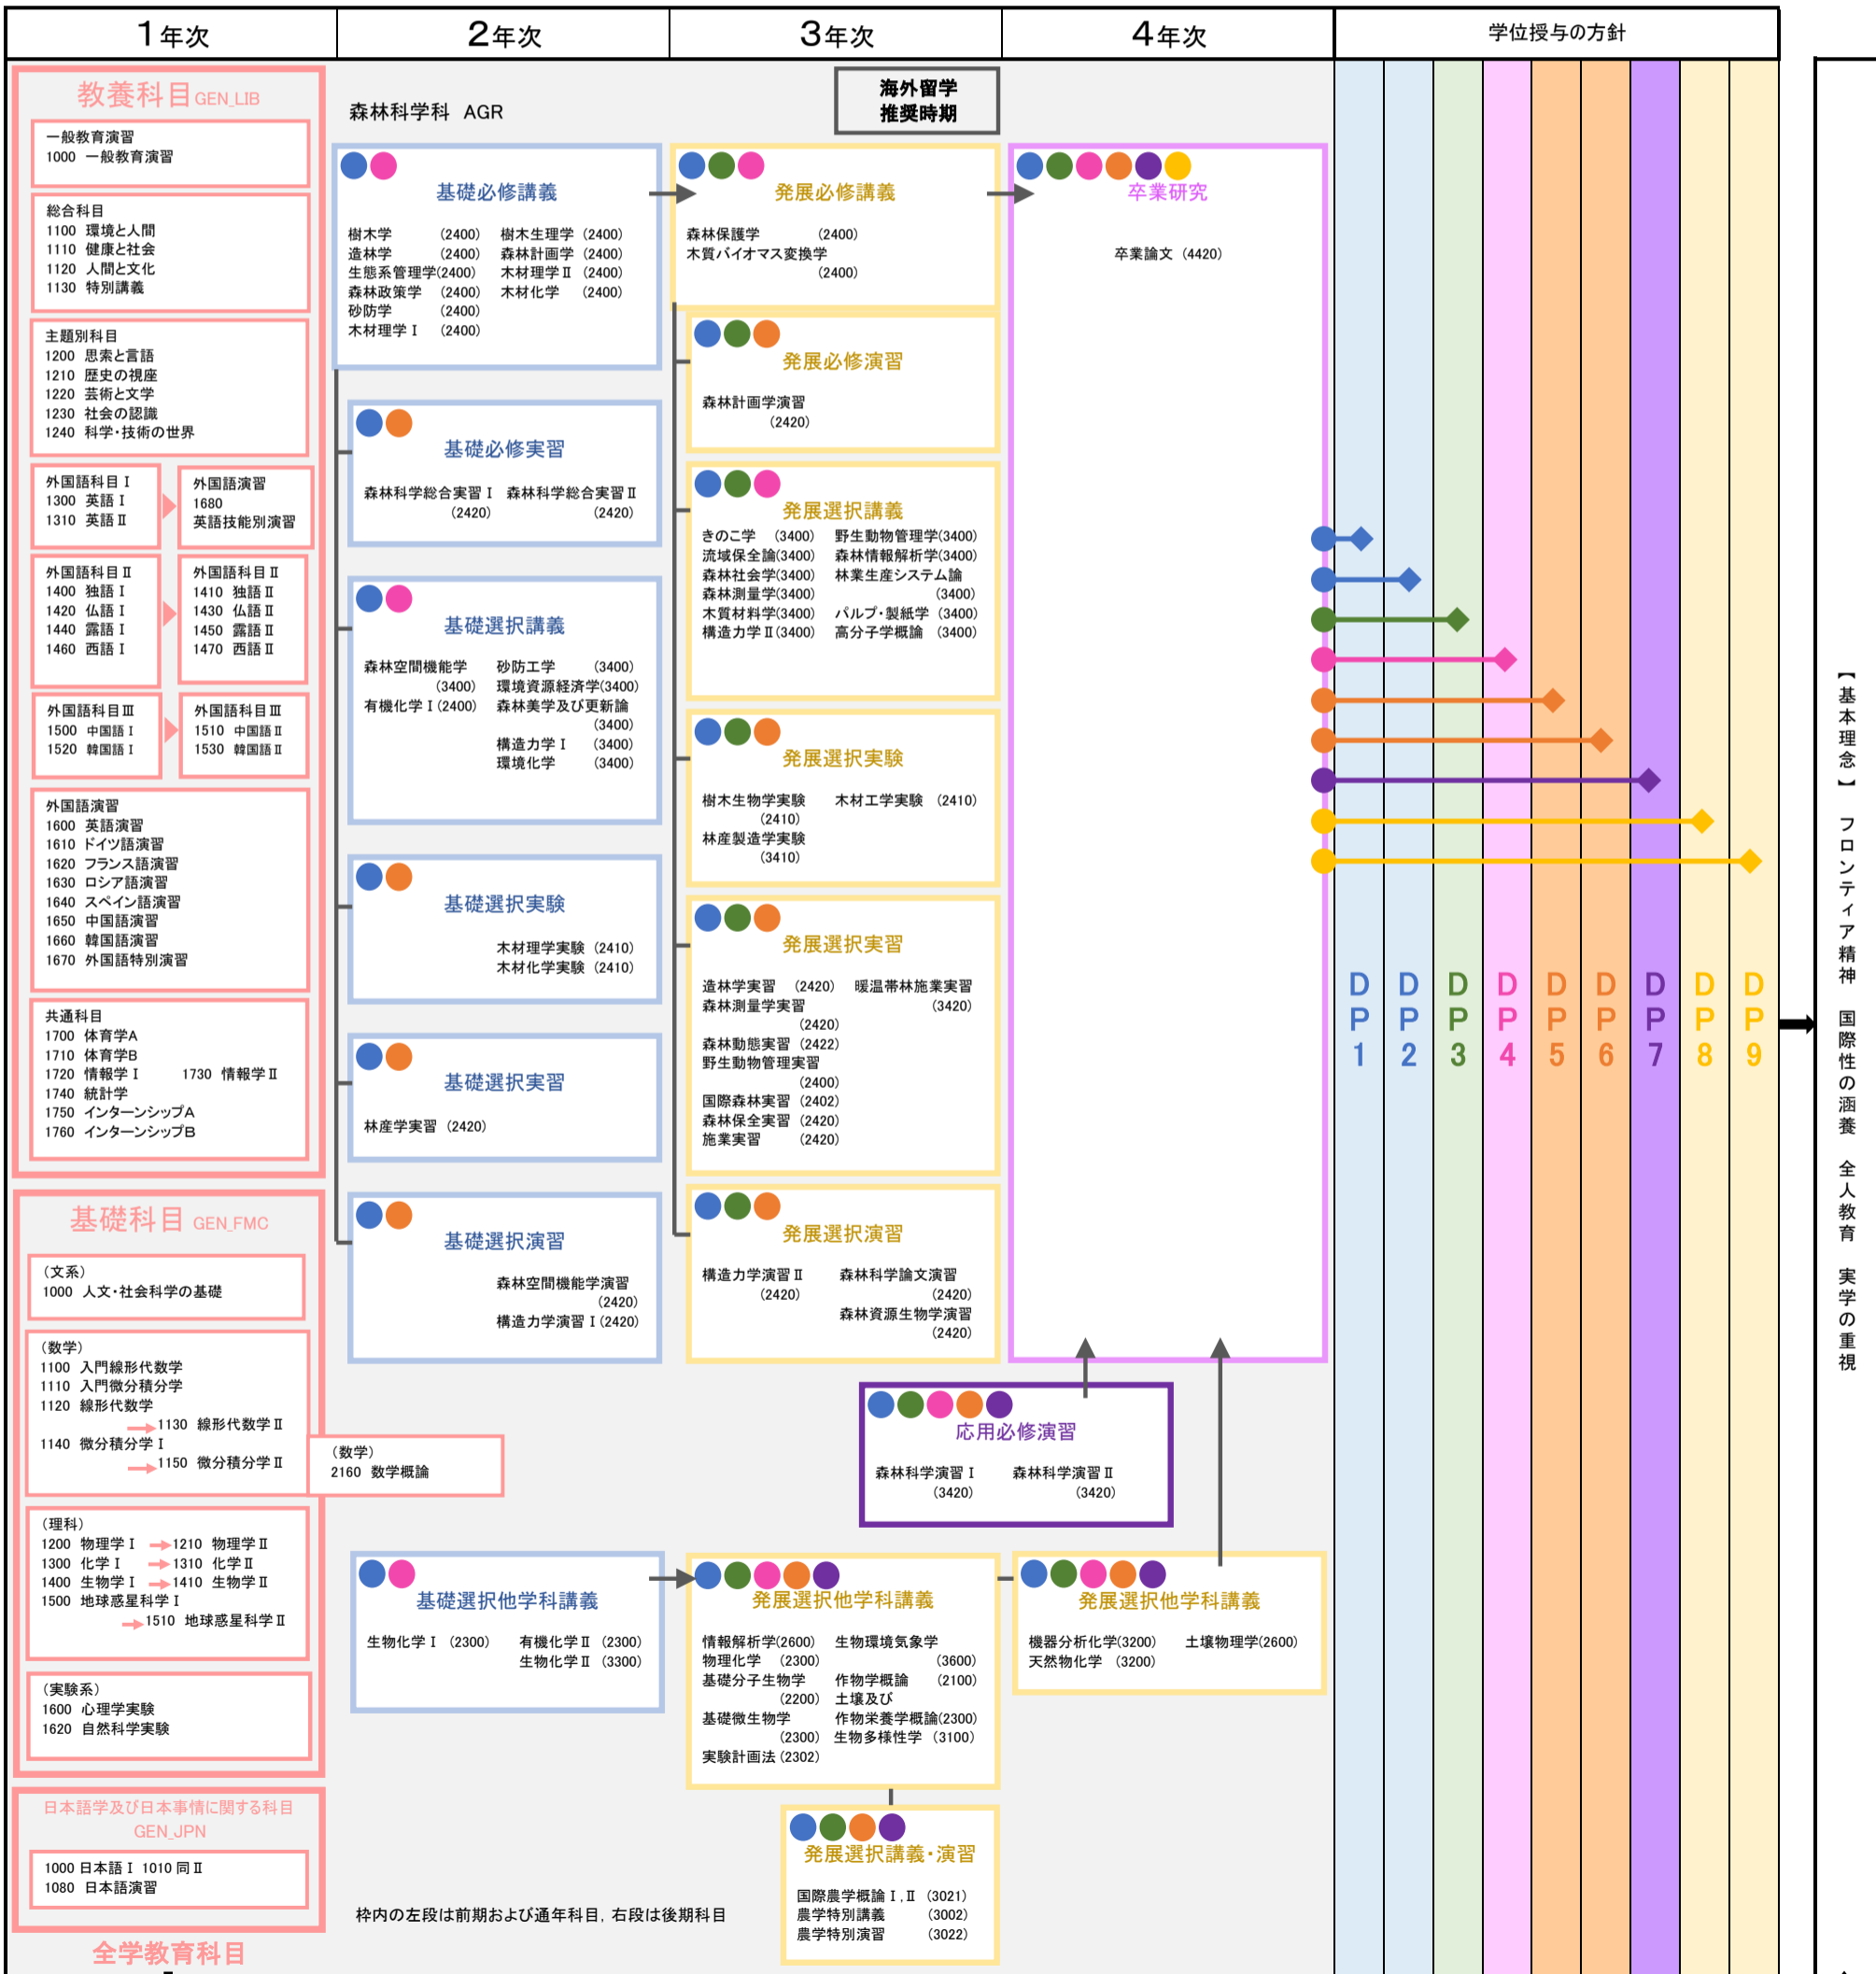 1年次
2年次
3年次
4年次
学位授与の方針
教養科目GEN_LIB
一般教育演習
1000 一般教育演習
総合科目
1100 環境と人間
1110 健康と社会
1120 人間と文化
1130 特別講義
主題別科目
1200 思索と言語
1210 歴史の視座
1220 芸術と文学
1230 社会の認識
1240 科学・技術の世界
外国語科目Ⅰ
1300 英語Ⅰ
1310 英語Ⅱ
外国語演習
1680
英語技能別演習
外国語科目Ⅱ
1400 独語Ⅰ
1420 仏語Ⅰ
1440 露語Ⅰ
1460 西語Ⅰ
外国語科目Ⅱ
1410 独語Ⅱ
1430 仏語Ⅱ
1450 露語Ⅱ
1470 西語Ⅱ
外国語科目Ⅲ
1500 中国語Ⅰ
1520 韓国語Ⅰ
外国語科目Ⅲ
1510 中国語Ⅱ
1530 韓国語Ⅱ
外国語演習
1600 英語演習
1610 ドイツ語演習
1620 フランス語演習
1630 ロシア語演習
1640 スペイン語演習
1650 中国語演習
1660 韓国語演習
1670 外国語特別演習
共通科目
1700 体育学A
1710 体育学B
1720 情報学Ⅰ 1730 情報学Ⅱ
1740 統計学
1750 インターンシップA
1760 インターンシップB
基礎科目 GEN_FMC
(文系)
1000 人文・社会科学の基礎
(数学)
1100 入門線形代数学
1110 入門微分積分学
1120 線形代数学
1130 線形代数学Ⅱ
1140 微分積分学Ⅰ
1150 微分積分学Ⅱ
(数学)
2160 数学概論
(理科)
1200 物理学Ⅰ 1210 物理学Ⅱ
1300 化学Ⅰ 1310 化学Ⅱ
1400 生物学Ⅰ 1410 生物学Ⅱ
1500 地球惑星科学Ⅰ
1510 地球惑星科学Ⅱ
(実験系)
1600 心理学実験
1620 自然科学実験
日本語学及び日本事情に関する科目
GEN_JPN
1000 日本語Ⅰ 1010 同Ⅱ
1080 日本語演習
全学教育科目
森林科学科 AGR
海外留学
推奨時期
基礎必修講義
樹木学 (2400) 樹木生理学 (2400)
造林学 (2400) 森林計画学 (2400)
生態系管理学(2400) 木材理学Ⅱ (2400)
森林政策学 (2400) 木材化学 (2400)
砂防学 (2400)
木材理学Ⅰ (2400)
基礎必修実習
森林科学総合実習Ⅰ 森林科学総合実習Ⅱ
(2420) (2420)
基礎選択講義
森林空間機能学 砂防工学 (3400)
(3400) 環境資源経済学(3400)
有機化学Ⅰ(2400) 森林美学及び更新論
(3400)
構造力学Ⅰ (3400)
環境化学 (3400)
基礎選択実験
木材理学実験 (2410)
木材化学実験 (2410)
基礎選択実習
林産学実習 (2420)
基礎選択演習
森林空間機能学演習
(2420)
構造力学演習Ⅰ(2420)
発展必修講義
森林保護学 (2400)
木質バイオマス変換学
(2400)
発展必修演習
森林計画学演習
(2420)
発展選択講義
きのこ学 (3400) 野生動物管理学(3400)
流域保全論(3400) 森林情報解析学(3400)
森林社会学(3400) 林業生産システム論
森林測量学(3400) (3400)
木質材料学(3400) パルプ・製紙学 (3400)
構造力学Ⅱ(3400) 高分子学概論 (3400)
発展選択実験
樹木生物学実験 木材工学実験 (2410)
(2410)
林産製造学実験
(3410)
発展選択実習
造林学実習 (2420) 暖温帯林施業実習
森林測量学実習 (3420)
(2420)
森林動態実習 (2422)
野生動物管理実習
(2400)
国際森林実習 (2402)
森林保全実習 (2420)
施業実習 (2420)
発展選択演習
構造力学演習Ⅱ 森林科学論文演習
(2420) (2420)
森林資源生物学演習
(2420)
卒業研究
卒業論文 (4420)
応用必修演習
森林科学演習Ⅰ 森林科学演習Ⅱ
(3420) (3420)
基礎選択他学科講義
生物化学Ⅰ (2300) 有機化学Ⅱ (2300)
生物化学Ⅱ (3300)
発展選択他学科講義
情報解析学(2600) 生物環境気象学
物理化学 (2300) (3600)
基礎分子生物学 作物学概論 (2100)
(2200) 土壌及び
基礎微生物学 作物栄養学概論(2300)
(2300) 生物多様性学 (3100)
実験計画法(2302)
発展選択他学科講義
機器分析化学(3200) 土壌物理学(2600)
天然物化学 (3200)
発展選択講義・演習
国際農学概論Ⅰ,Ⅱ (3021)
農学特別講義 (3002)
農学特別演習 (3022)
枠内の左段は前期および通年科目,右段は後期科目
DP1
DP2
DP3
DP4
DP5
DP6
DP7
DP8
DP9
【基本理念】 フロンティア精神 国際性の涵養 全人教育 実学の重視